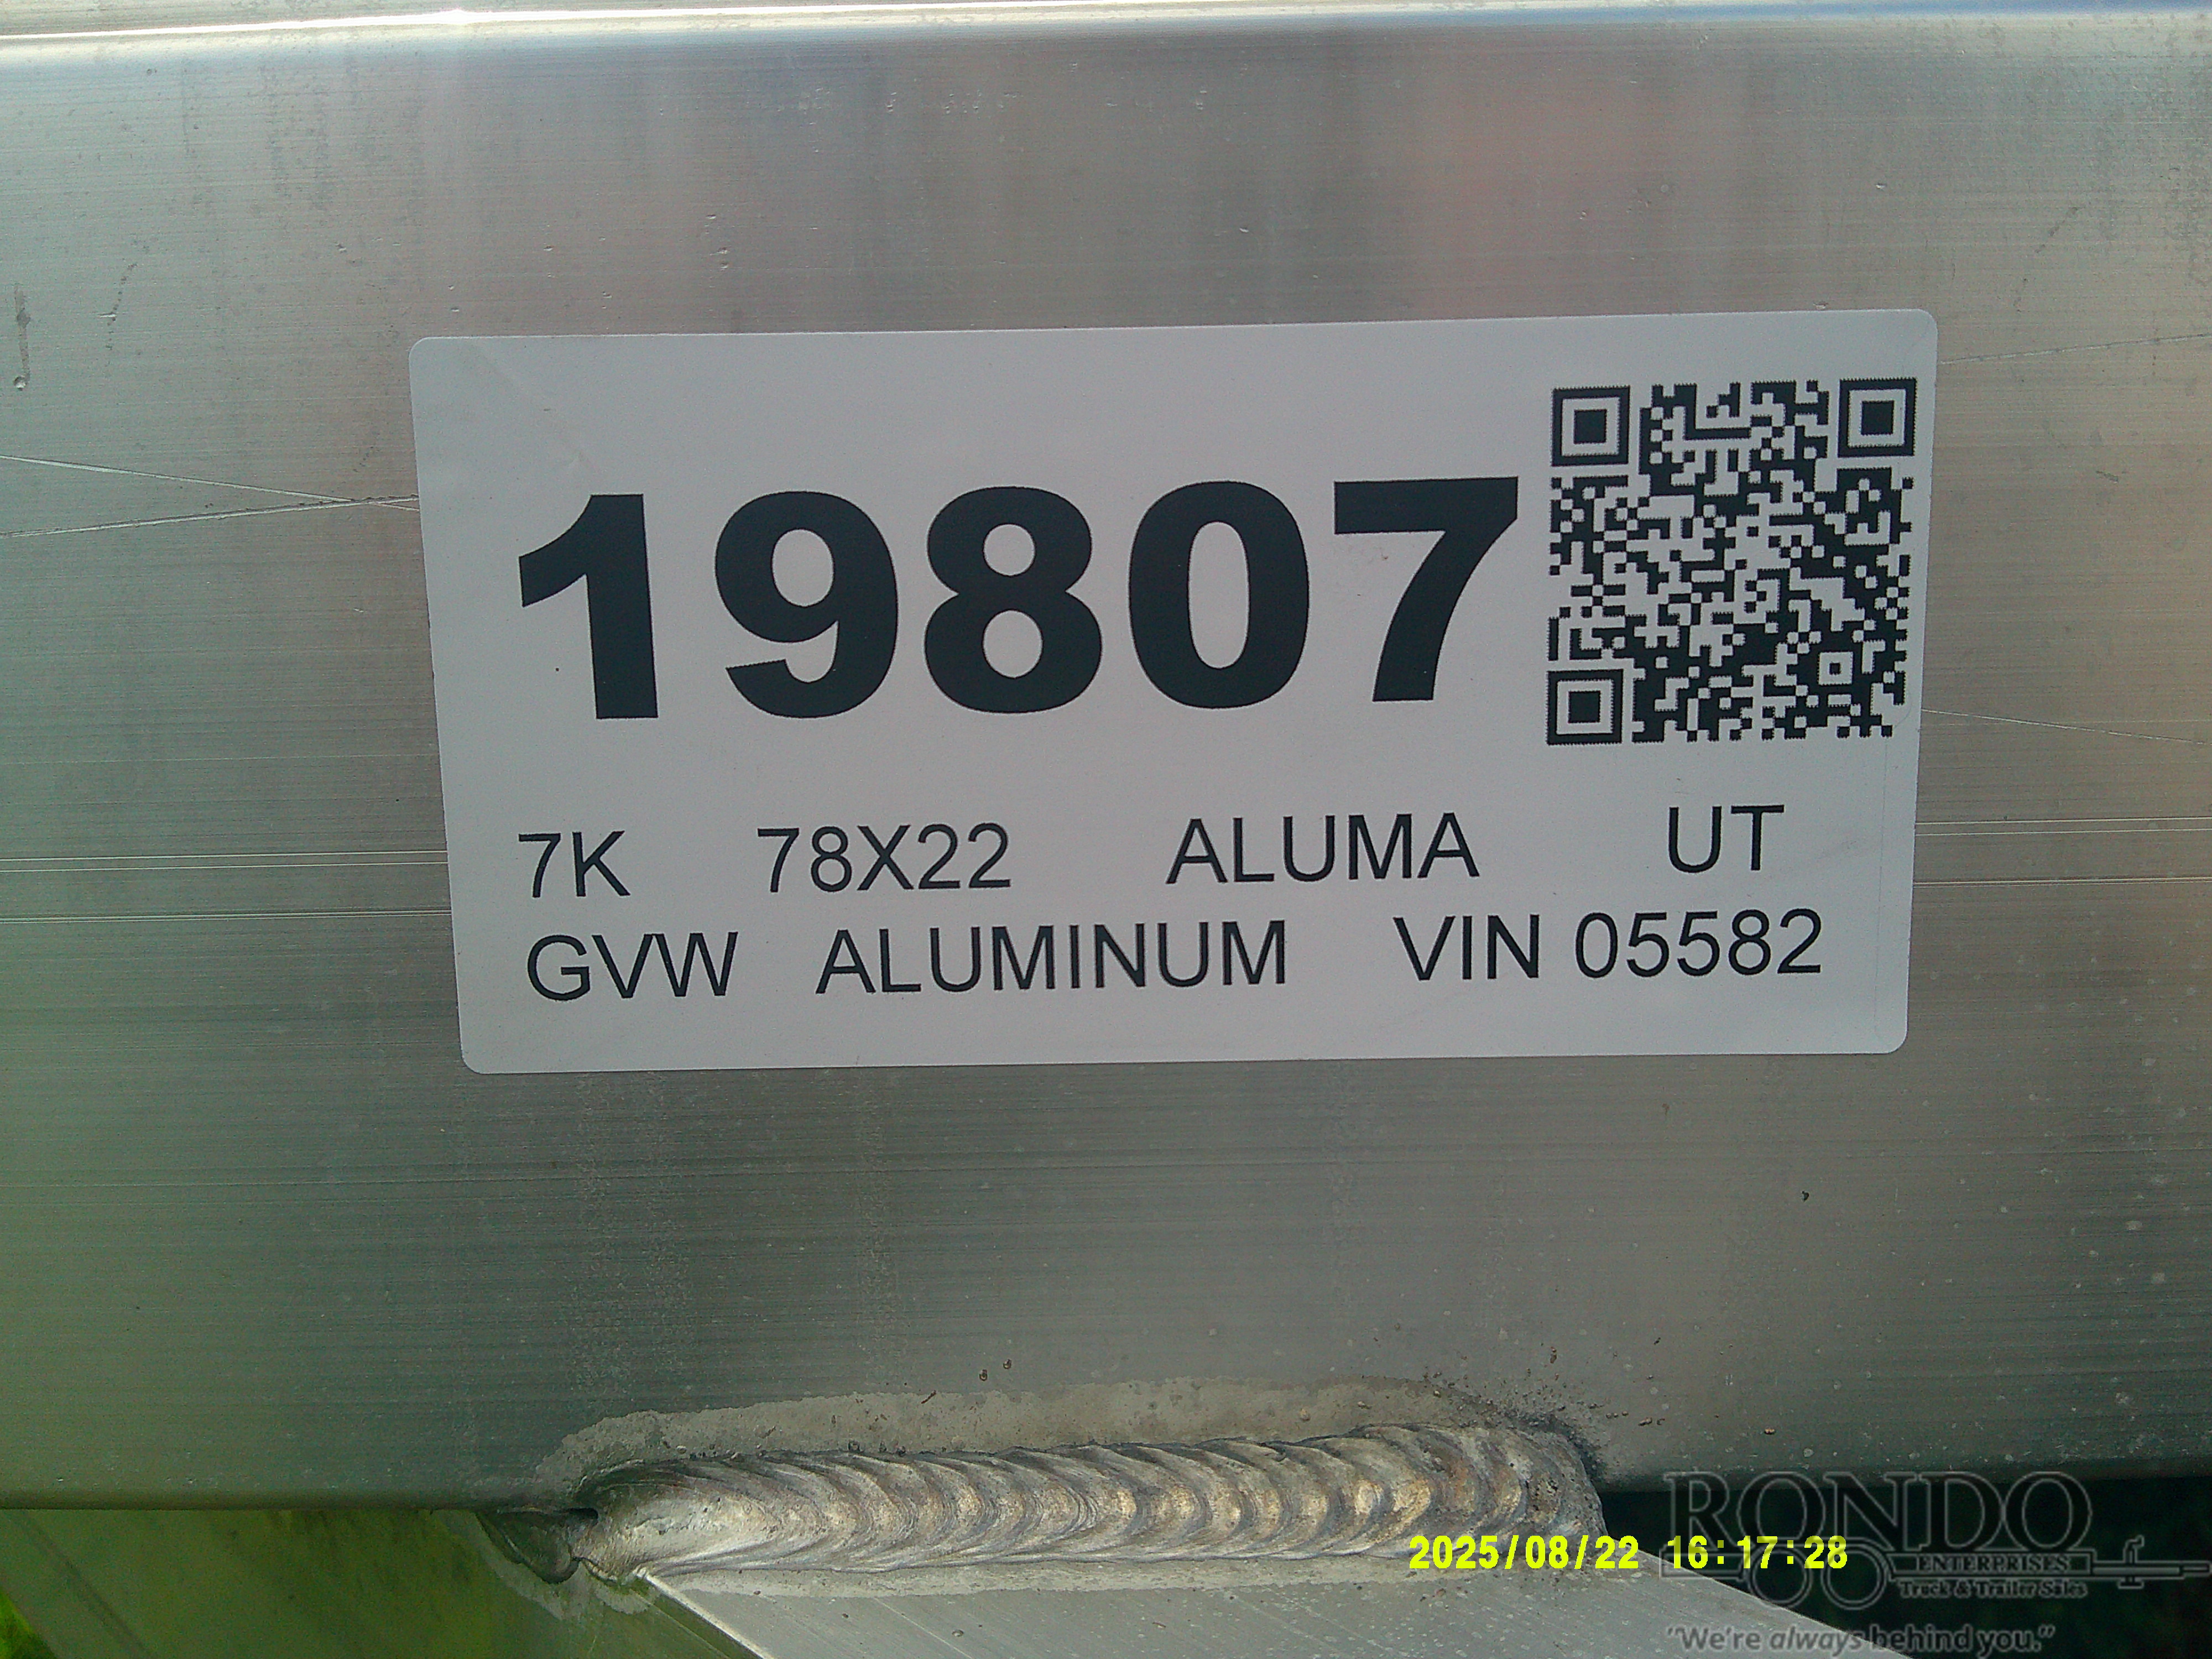 19807
7K 78X22 ALUMA UT
GVW ALUMINUM VIN 05582
2025/08/22 16:17:28
RONDO
ENTERPRISES
Truck & Trailer Sales
"We're always behind you."